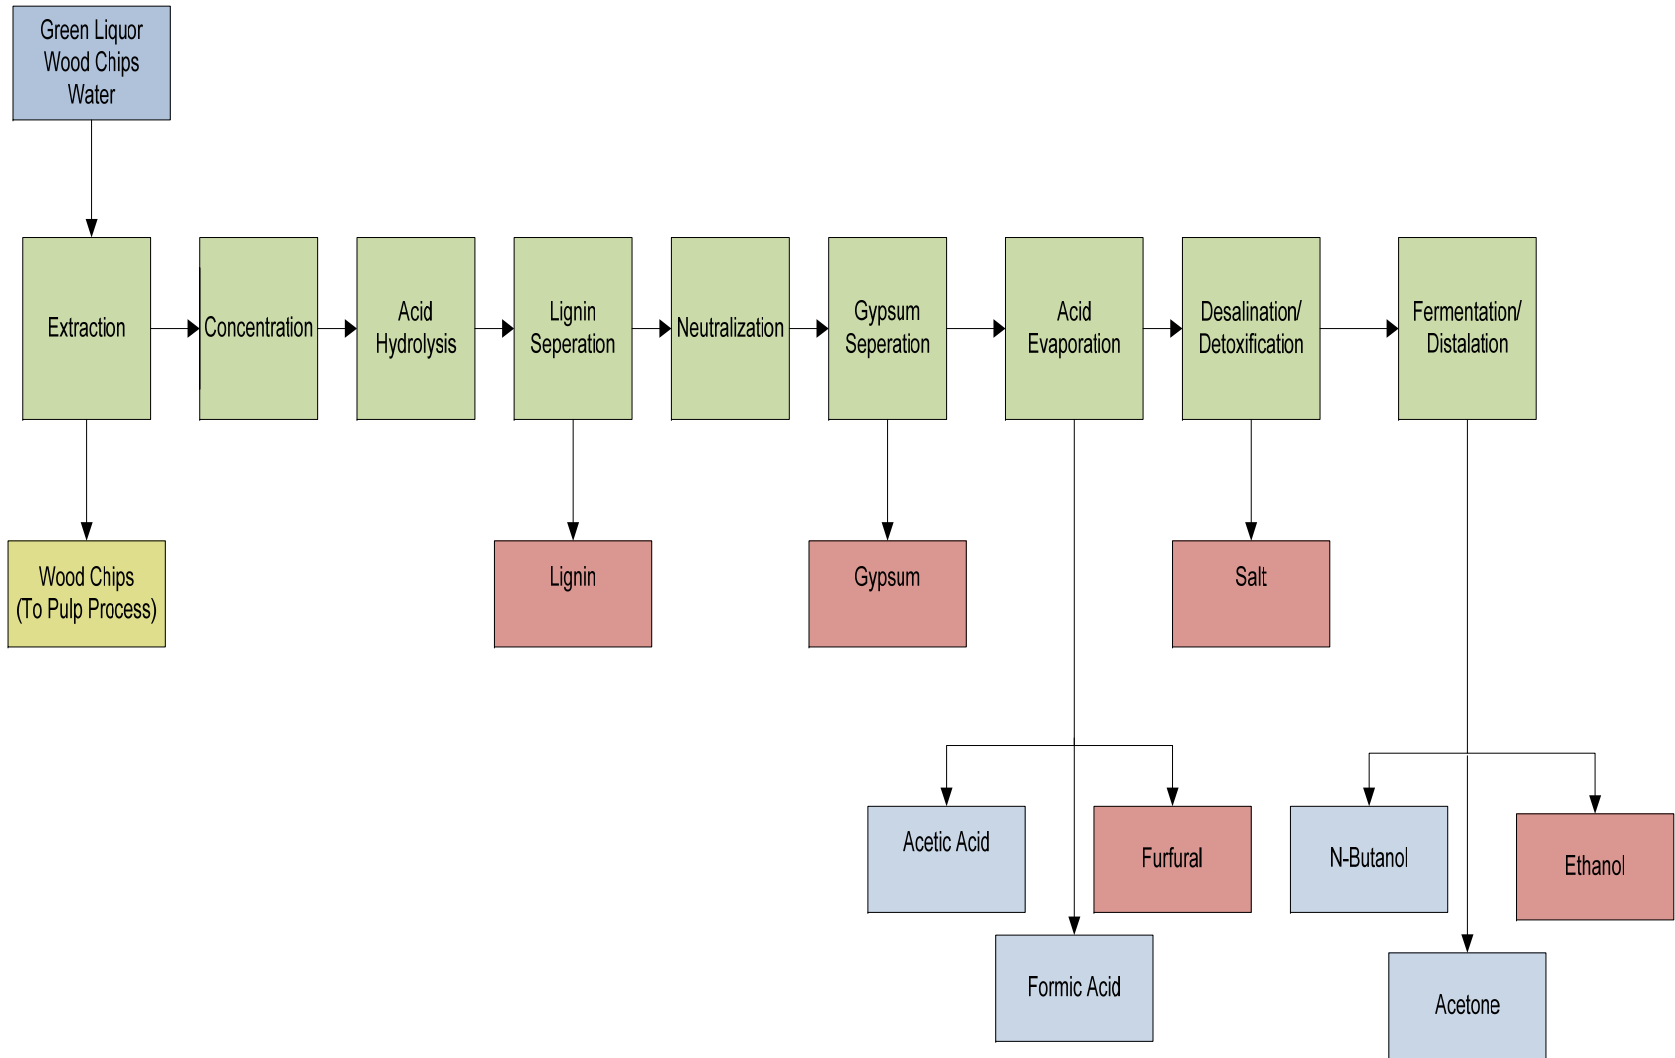 Green Liquor
Wood Chips
Water
Extraction
Concentration
Acid
Hydrolysis
Lignin
Seperation
Neutralization
Gypsum
Seperation
Acid
Evaporation
Desalination/
Detoxification
Fermentation/
Distalation
Wood Chips
(To Pulp Process)
Lignin
Gypsum
Salt
Acetic Acid
Furfural
N-Butanol
Ethanol
Formic Acid
Acetone